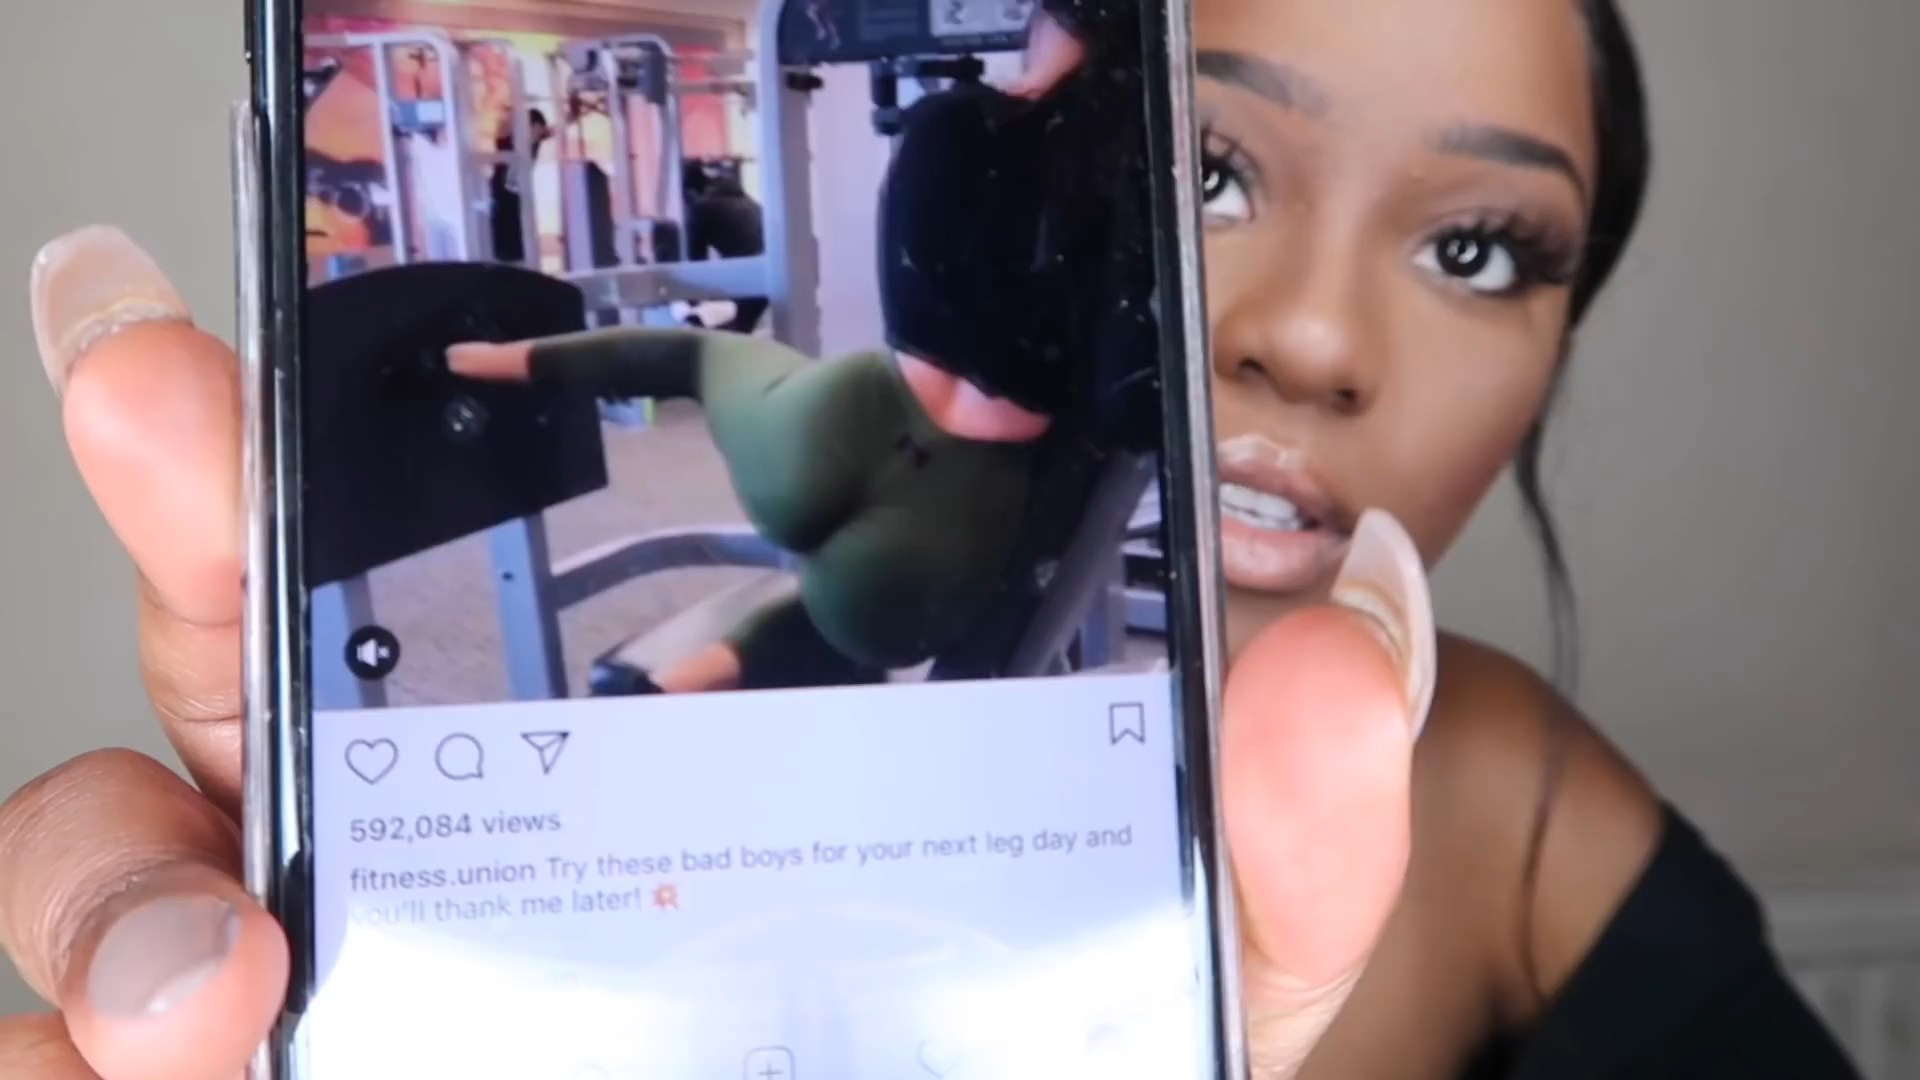 592,084 views
fitness.union Try these bad boys for your next leg day and
you'll thank me later! 💥